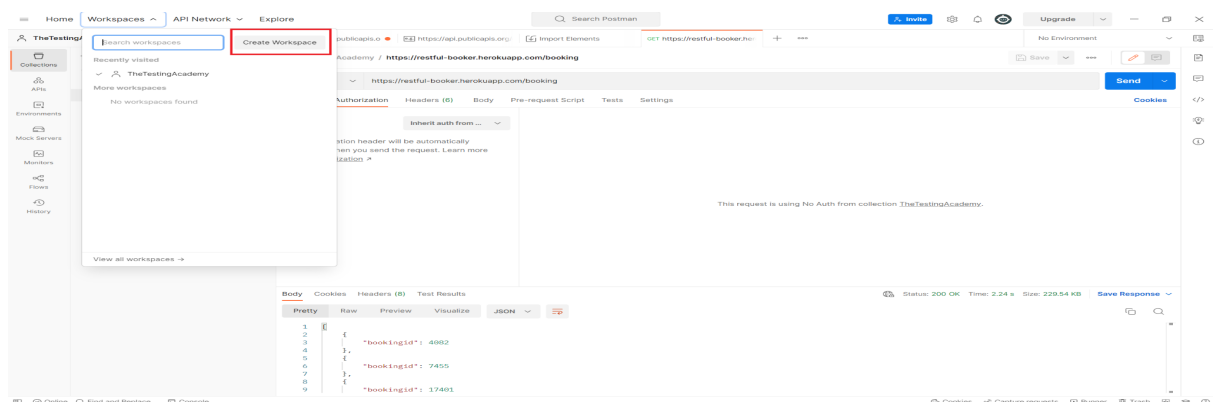 Home Workspaces API Network Explore Search Postman Invite Upgrade
TheTesting
Search workspaces Create Workspace
publicapis.o https://api.publicapis.org Import Elements GET https://restful-booker.her No Environment
Recently visited
TheTestingAcademy
More workspaces
No workspaces found
View all workspaces →
Collections
APIs
Environments
Mock Servers
Monitors
Flows
History
Academy / https://restful-booker.herokuapp.com/booking Save
https://restful-booker.herokuapp.com/booking Send
Authorization Headers (6) Body Pre-request Script Tests Settings Cookies
Inherit auth from ...
ation header will be automatically
hen you send the request. Learn more
ization ↗
This request is using No Auth from collection TheTestingAcademy.
Body Cookies Headers (8) Test Results Status: 200 OK Time: 2.24 s Size: 229.54 KB Save Response
Pretty Raw Preview Visualize JSON
1 [
2 {
3 "bookingid": 4082
4 },
5 {
6 "bookingid": 7455
7 },
8 {
9 "bookingid": 17401
Online Find and Replace Console Cookies Capture requests Runner Trash